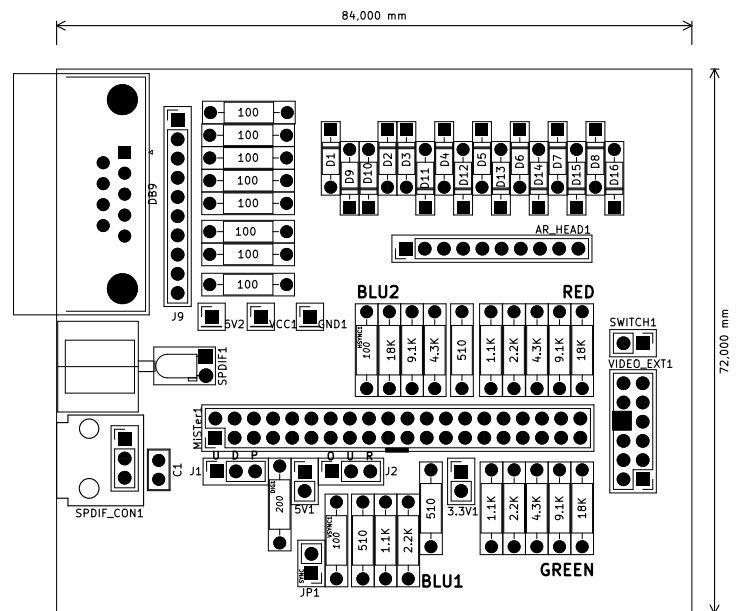 84,000 mm
72,000 mm
DB9
J9
100
100
100
100
100
100
100
100
5V2
VCC1
GND1
D1
D9
D10
D2
D3
D11
D4
D12
D5
D13
D6
D14
D7
D15
D8
D16
AR_HEAD1
BLU2
RED
HSYNC1
100
18K
9.1K
4.3K
510
1.1K
2.2K
4.3K
9.1K
18K
SWITCH1
VIDEO_EXT1
SPDIF1
MISTer1
SPDIF_CON1
C1
U D P
J1
O U R
J2
DIG1
200
5V1
VSYNC1
100
510
1.1K
2.2K
510
3.3V1
1.1K
2.2K
4.3K
9.1K
18K
SYNC
JP1
BLU1
GREEN